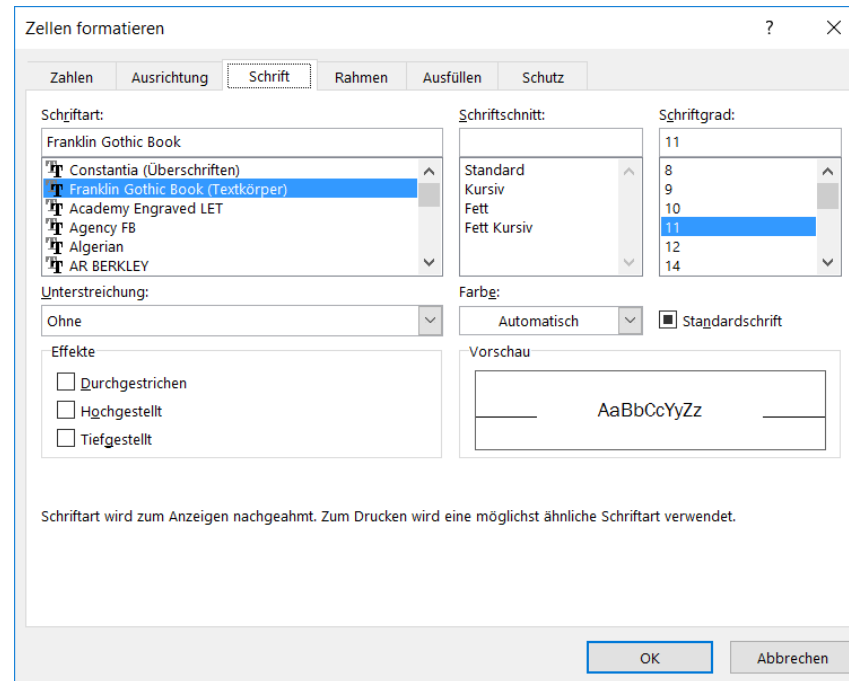 Zellen formatieren
Zahlen Ausrichtung Schrift Rahmen Ausfüllen Schutz
Schriftart: Schriftschnitt: Schriftgrad:
Franklin Gothic Book 11
Constantia (Überschriften) Standard 8
Franklin Gothic Book (Textkörper) Kursiv 9
Academy Engraved LET Fett 10
Agency FB Fett Kursiv 11
Algerian 12
AR BERKLEY 14
Unterstreichung: Farbe:
Ohne Automatisch Standardschrift
Effekte Vorschau
Durchgestrichen
Hochgestellt AaBbCcYyZz
Tiefgestellt
Schriftart wird zum Anzeigen nachgeahmt. Zum Drucken wird eine möglichst ähnliche Schriftart verwendet.
OK Abbrechen